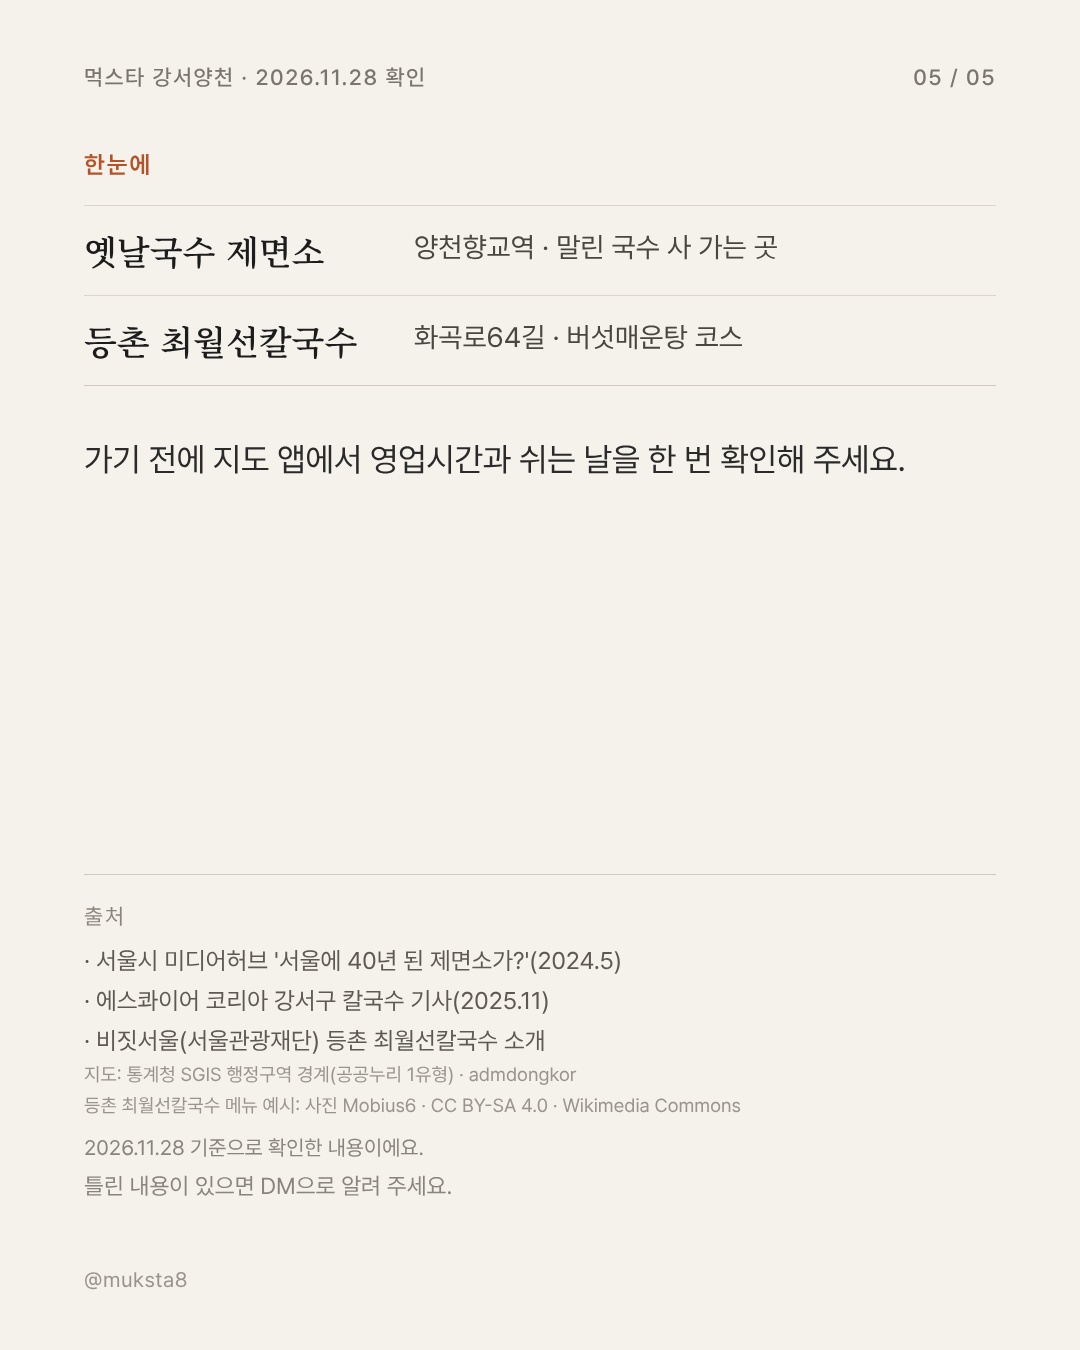 먹스타 강서양천 · 2026.11.28 확인
05 / 05
한눈에
옛날국수 제면소
양천향교역 · 말린 국수 사 가는 곳
등촌 최월선칼국수
화곡로64길 · 버섯매운탕 코스
가기 전에 지도 앱에서 영업시간과 쉬는 날을 한 번 확인해 주세요.
출처
· 서울시 미디어허브 '서울에 40년 된 제면소가?'(2024.5)
· 에스콰이어 코리아 강서구 칼국수 기사(2025.11)
· 비짓서울(서울관광재단) 등촌 최월선칼국수 소개
지도: 통계청 SGIS 행정구역 경계(공공누리 1유형) · admdongkor
등촌 최월선칼국수 메뉴 예시: 사진 Mobius6 · CC BY-SA 4.0 · Wikimedia Commons
2026.11.28 기준으로 확인한 내용이에요.
틀린 내용이 있으면 DM으로 알려 주세요.
@muksta8